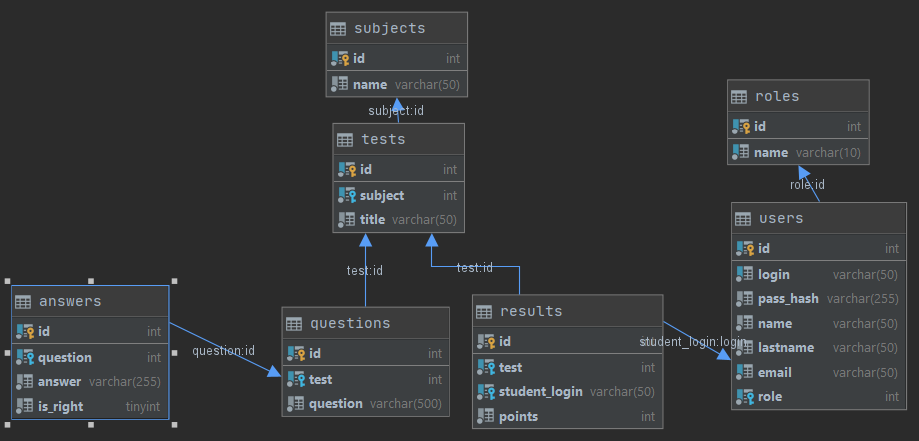 subjects
id int
name varchar(50)
subject:id
tests
id int
subject int
title varchar(50)
roles
id int
name varchar(10)
role:id
users
id int
login varchar(50)
pass_hash varchar(255)
name varchar(50)
lastname varchar(50)
email varchar(50)
role int
test:id
test:id
answers
id int
question int
answer varchar(255)
is_right tinyint
question:id
questions
id int
test int
question varchar(500)
results
id int
test int
student_login varchar(50)
points int
student_login:login